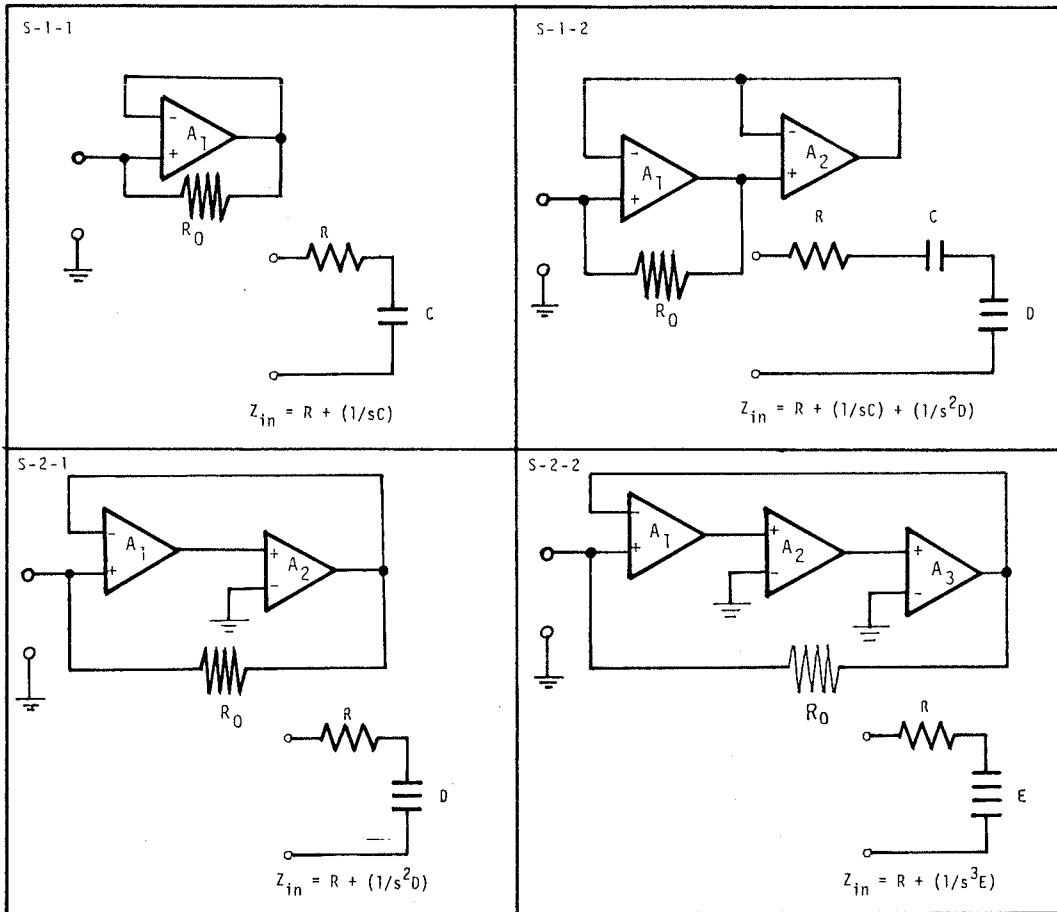 S-1-1
A1
R0
R
C
Zin = R + (1/sC)
S-1-2
A1
A2
R0
R
C
D
Zin = R + (1/sC) + (1/s²D)
S-2-1
A1
A2
R0
R
D
Zin = R + (1/s²D)
S-2-2
A1
A2
A3
R0
R
E
Zin = R + (1/s³E)